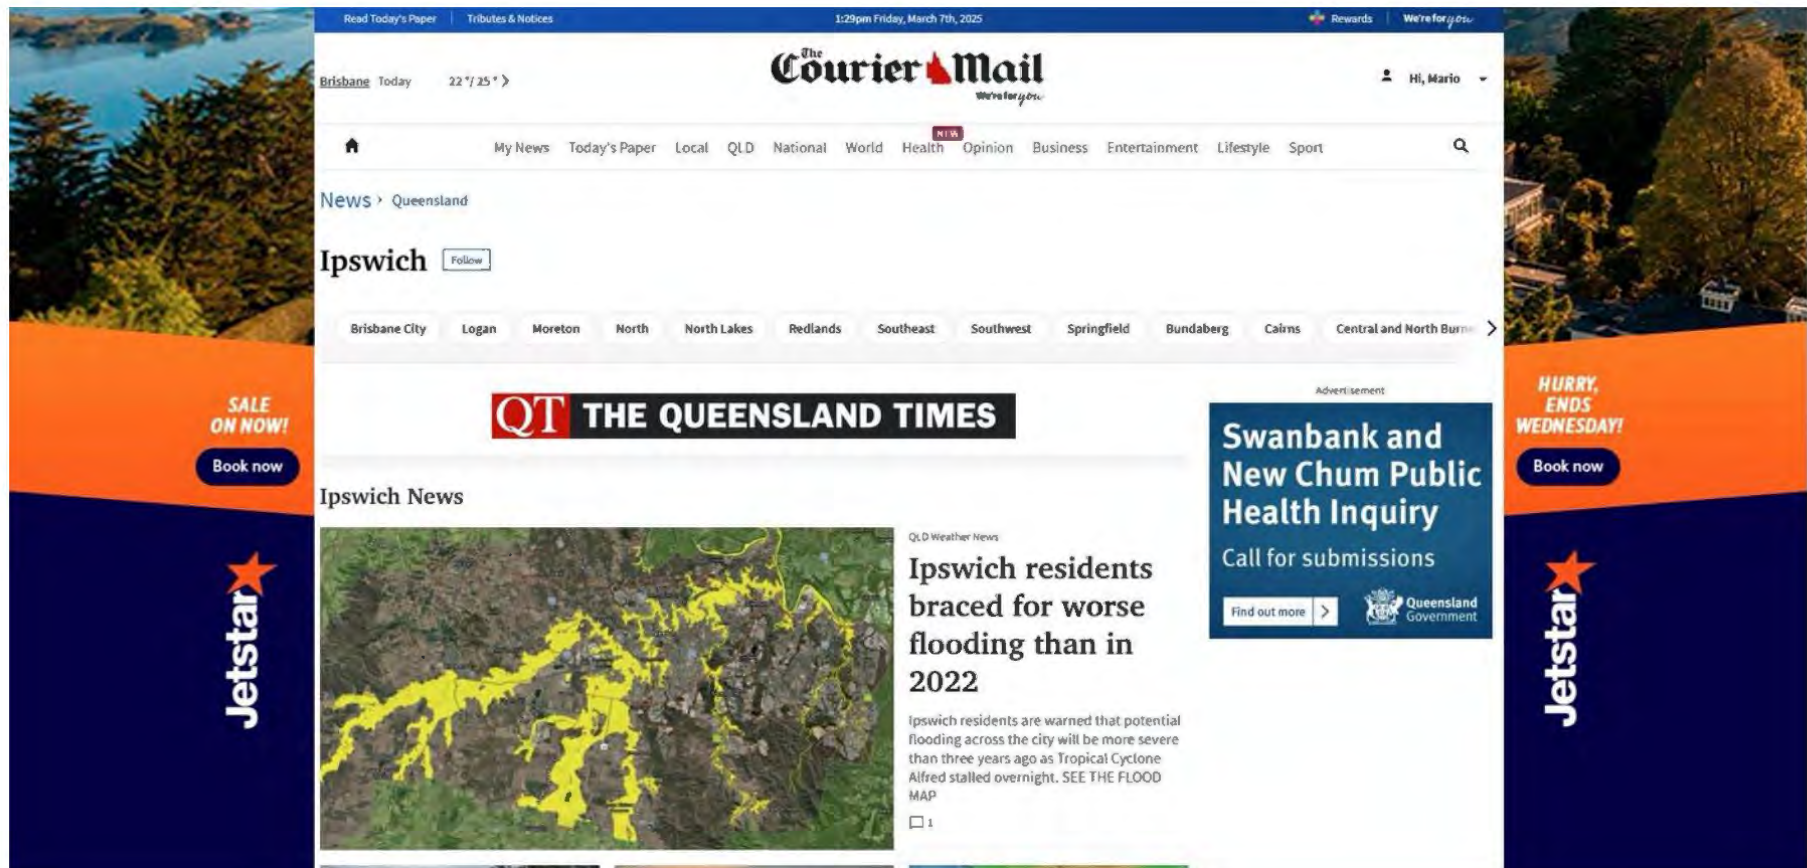 Read Today's Paper
Tributes & Notices
1:29pm Friday, March 7th, 2025
Rewards
We're for you
Brisbane Today 22°/ 25° >
The Courier Mail
We're for you
Hi, Mario
My News Today's Paper Local QLD National World Health NEW Opinion Business Entertainment Lifestyle Sport
News > Queensland
Ipswich Follow
Brisbane City Logan Moreton North North Lakes Redlands Southeast Southwest Springfield Bundaberg Cairns Central and North Burne
QT THE QUEENSLAND TIMES
Ipswich News
QLD Weather News
Ipswich residents
braced for worse
flooding than in
2022
Ipswich residents are warned that potential
flooding across the city will be more severe
than three years ago as Tropical Cyclone
Alfred stalled overnight. SEE THE FLOOD
MAP
1
Advertisement
Swanbank and
New Chum Public
Health Inquiry
Call for submissions
Find out more
Queensland
Government
SALE
ON NOW!
Book now
Jetstar
HURRY,
ENDS
WEDNESDAY!
Book now
Jetstar